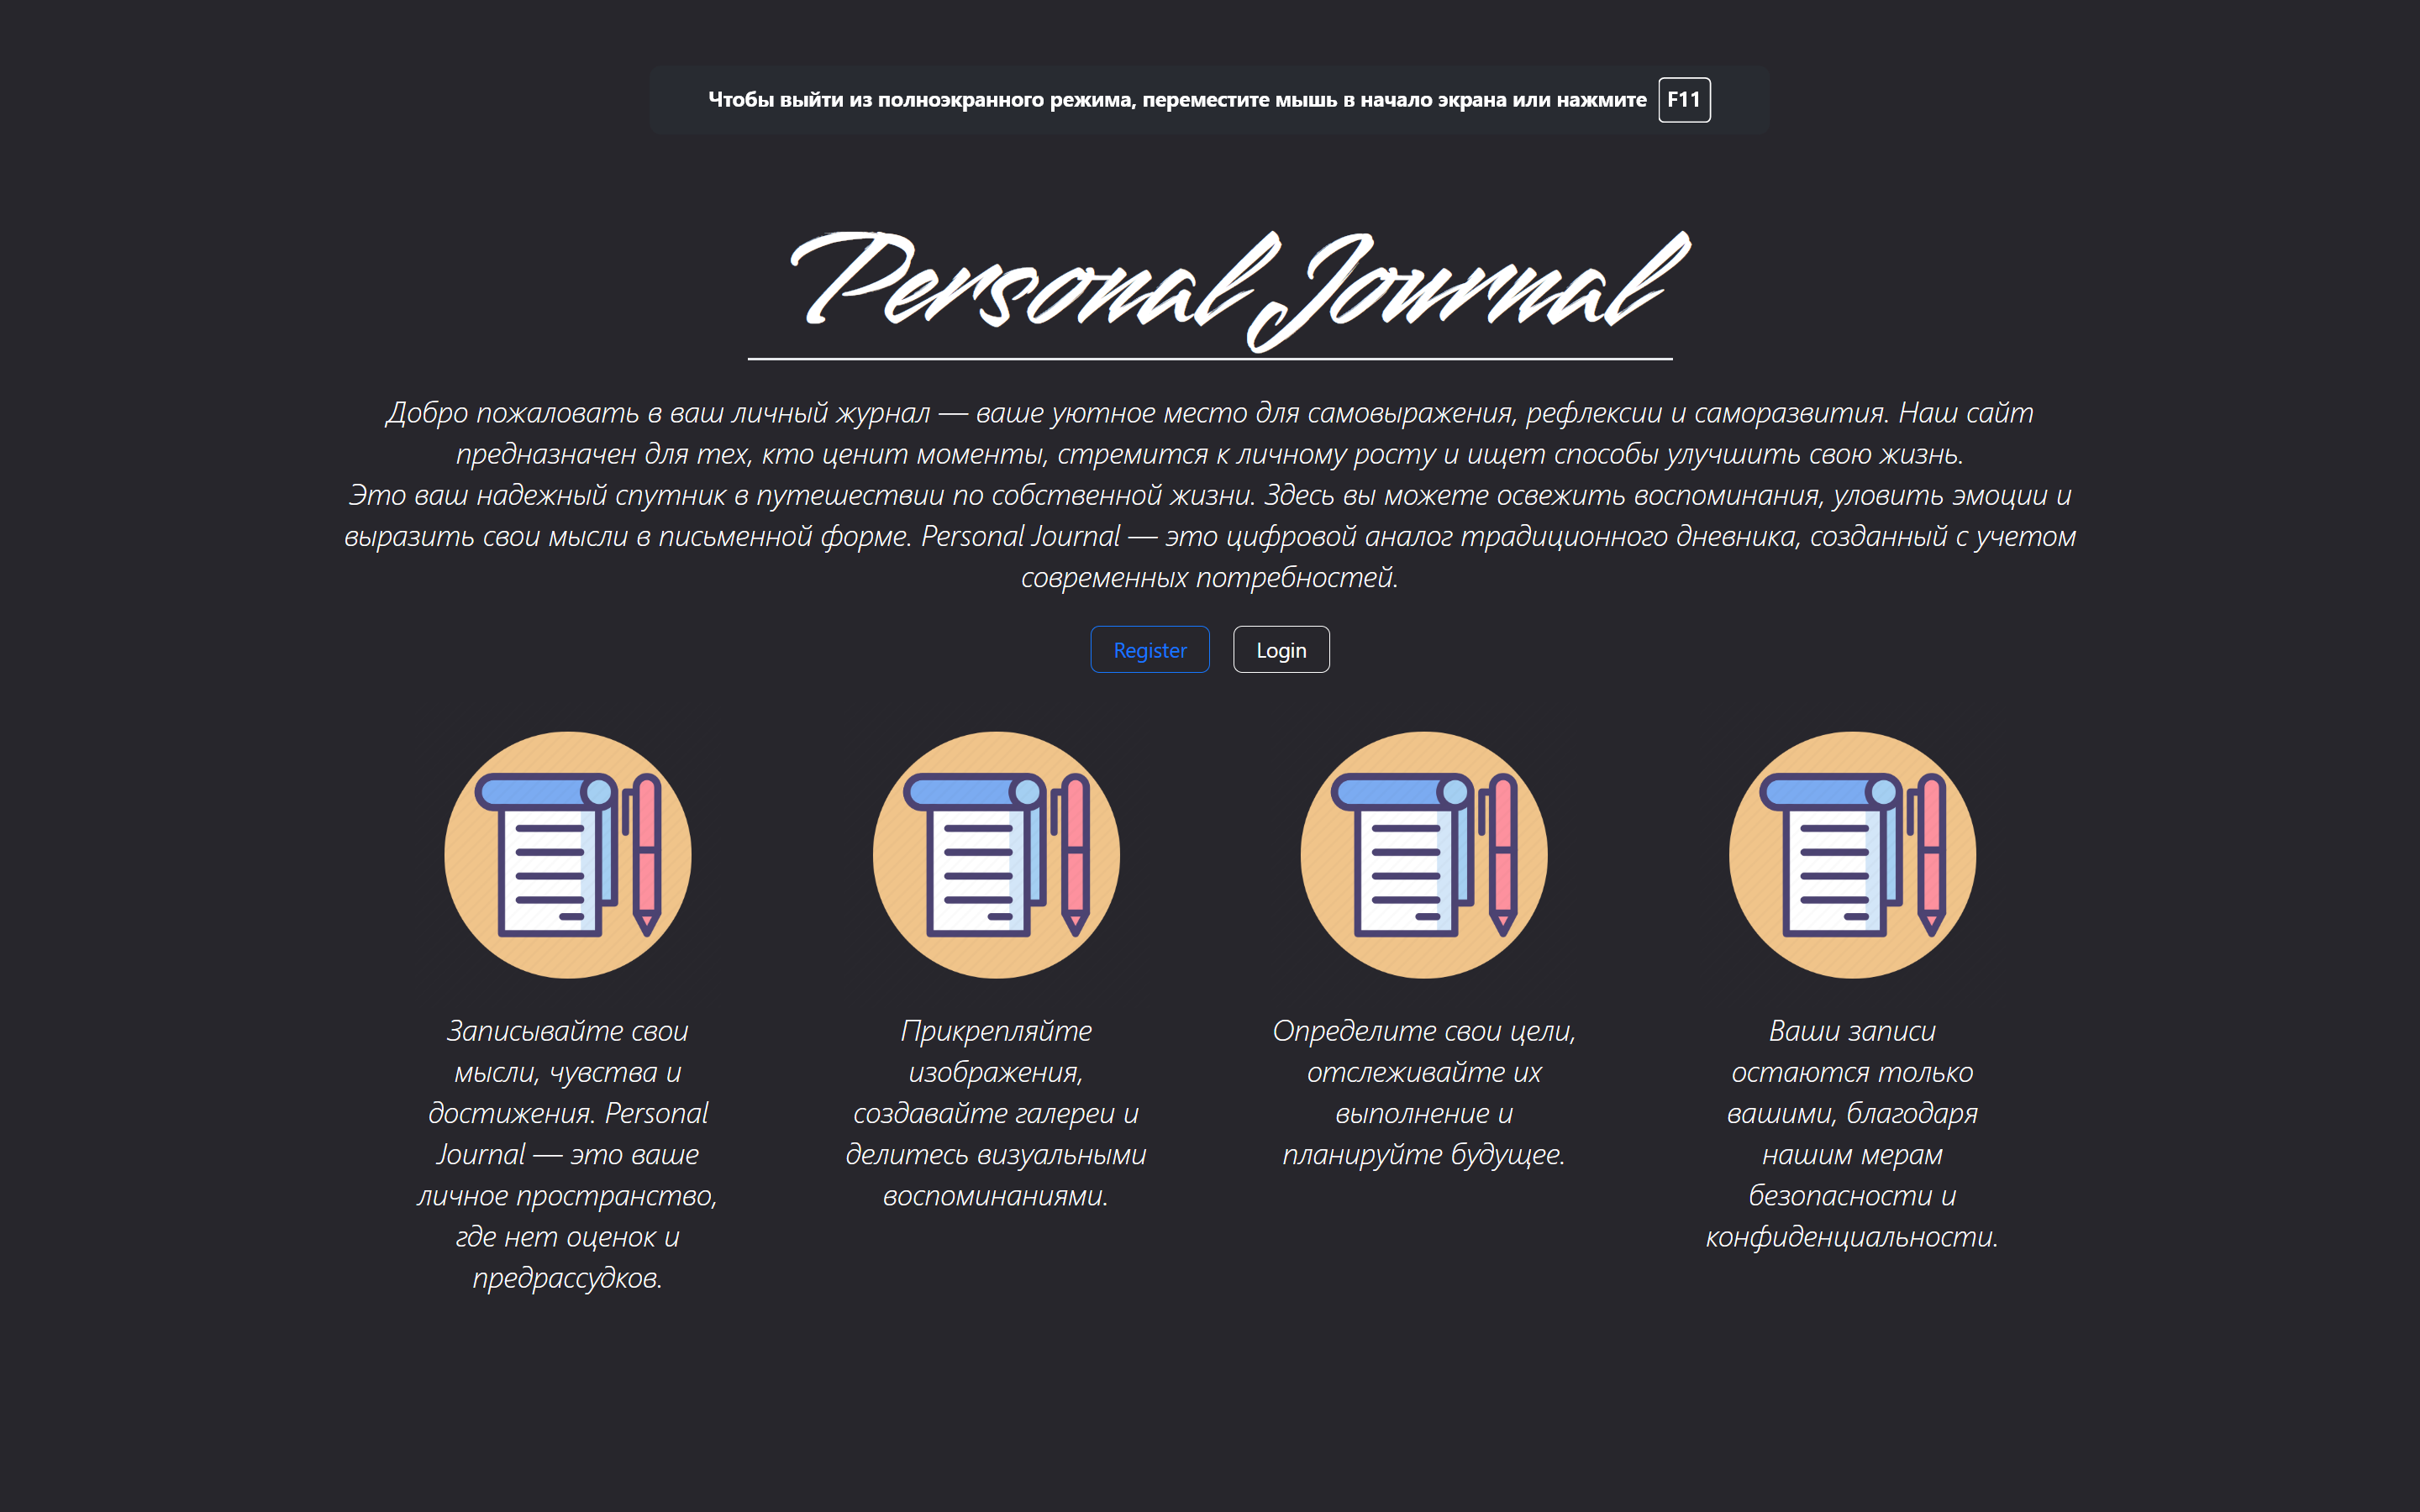 Чтобы выйти из полноэкранного режима, переместите мышь в начало экрана или нажмите F11
Personal Journal
Добро пожаловать в ваш личный журнал — ваше уютное место для самовыражения, рефлексии и саморазвития. Наш сайт
предназначен для тех, кто ценит моменты, стремится к личному росту и ищет способы улучшить свою жизнь.
Это ваш надежный спутник в путешествии по собственной жизни. Здесь вы можете освежить воспоминания, уловить эмоции и
выразить свои мысли в письменной форме. Personal Journal — это цифровой аналог традиционного дневника, созданный с учетом
современных потребностей.
Register
Login
Записывайте свои
мысли, чувства и
достижения. Personal
Journal — это ваше
личное пространство,
где нет оценок и
предрассудков.
Прикрепляйте
изображения,
создавайте галереи и
делитесь визуальными
воспоминаниями.
Определите свои цели,
отслеживайте их
выполнение и
планируйте будущее.
Ваши записи
остаются только
вашими, благодаря
нашим мерам
безопасности и
конфиденциальности.